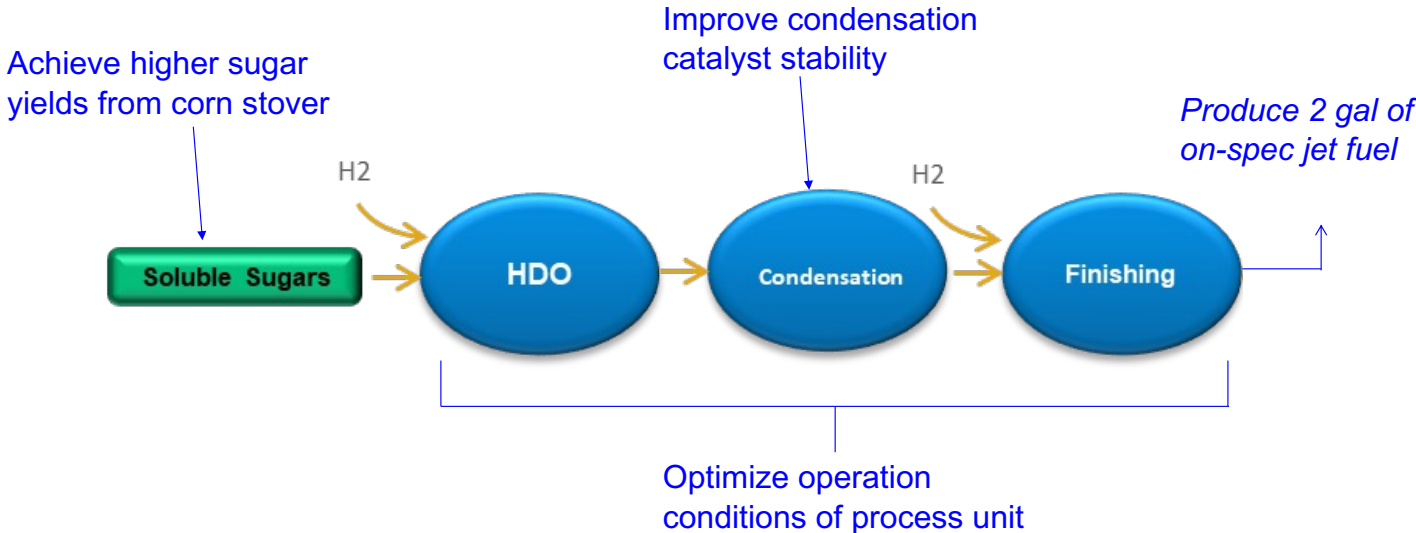 Achieve higher sugar
yields from corn stover
Improve condensation
catalyst stability
Produce 2 gal of
on-spec jet fuel
H2
H2
Soluble Sugars
HDO
Condensation
Finishing
Optimize operation
conditions of process unit